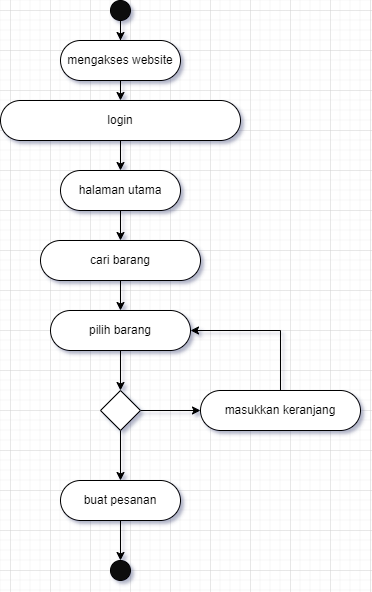 mengakses website
login
halaman utama
cari barang
pilih barang
masukkan keranjang
buat pesanan